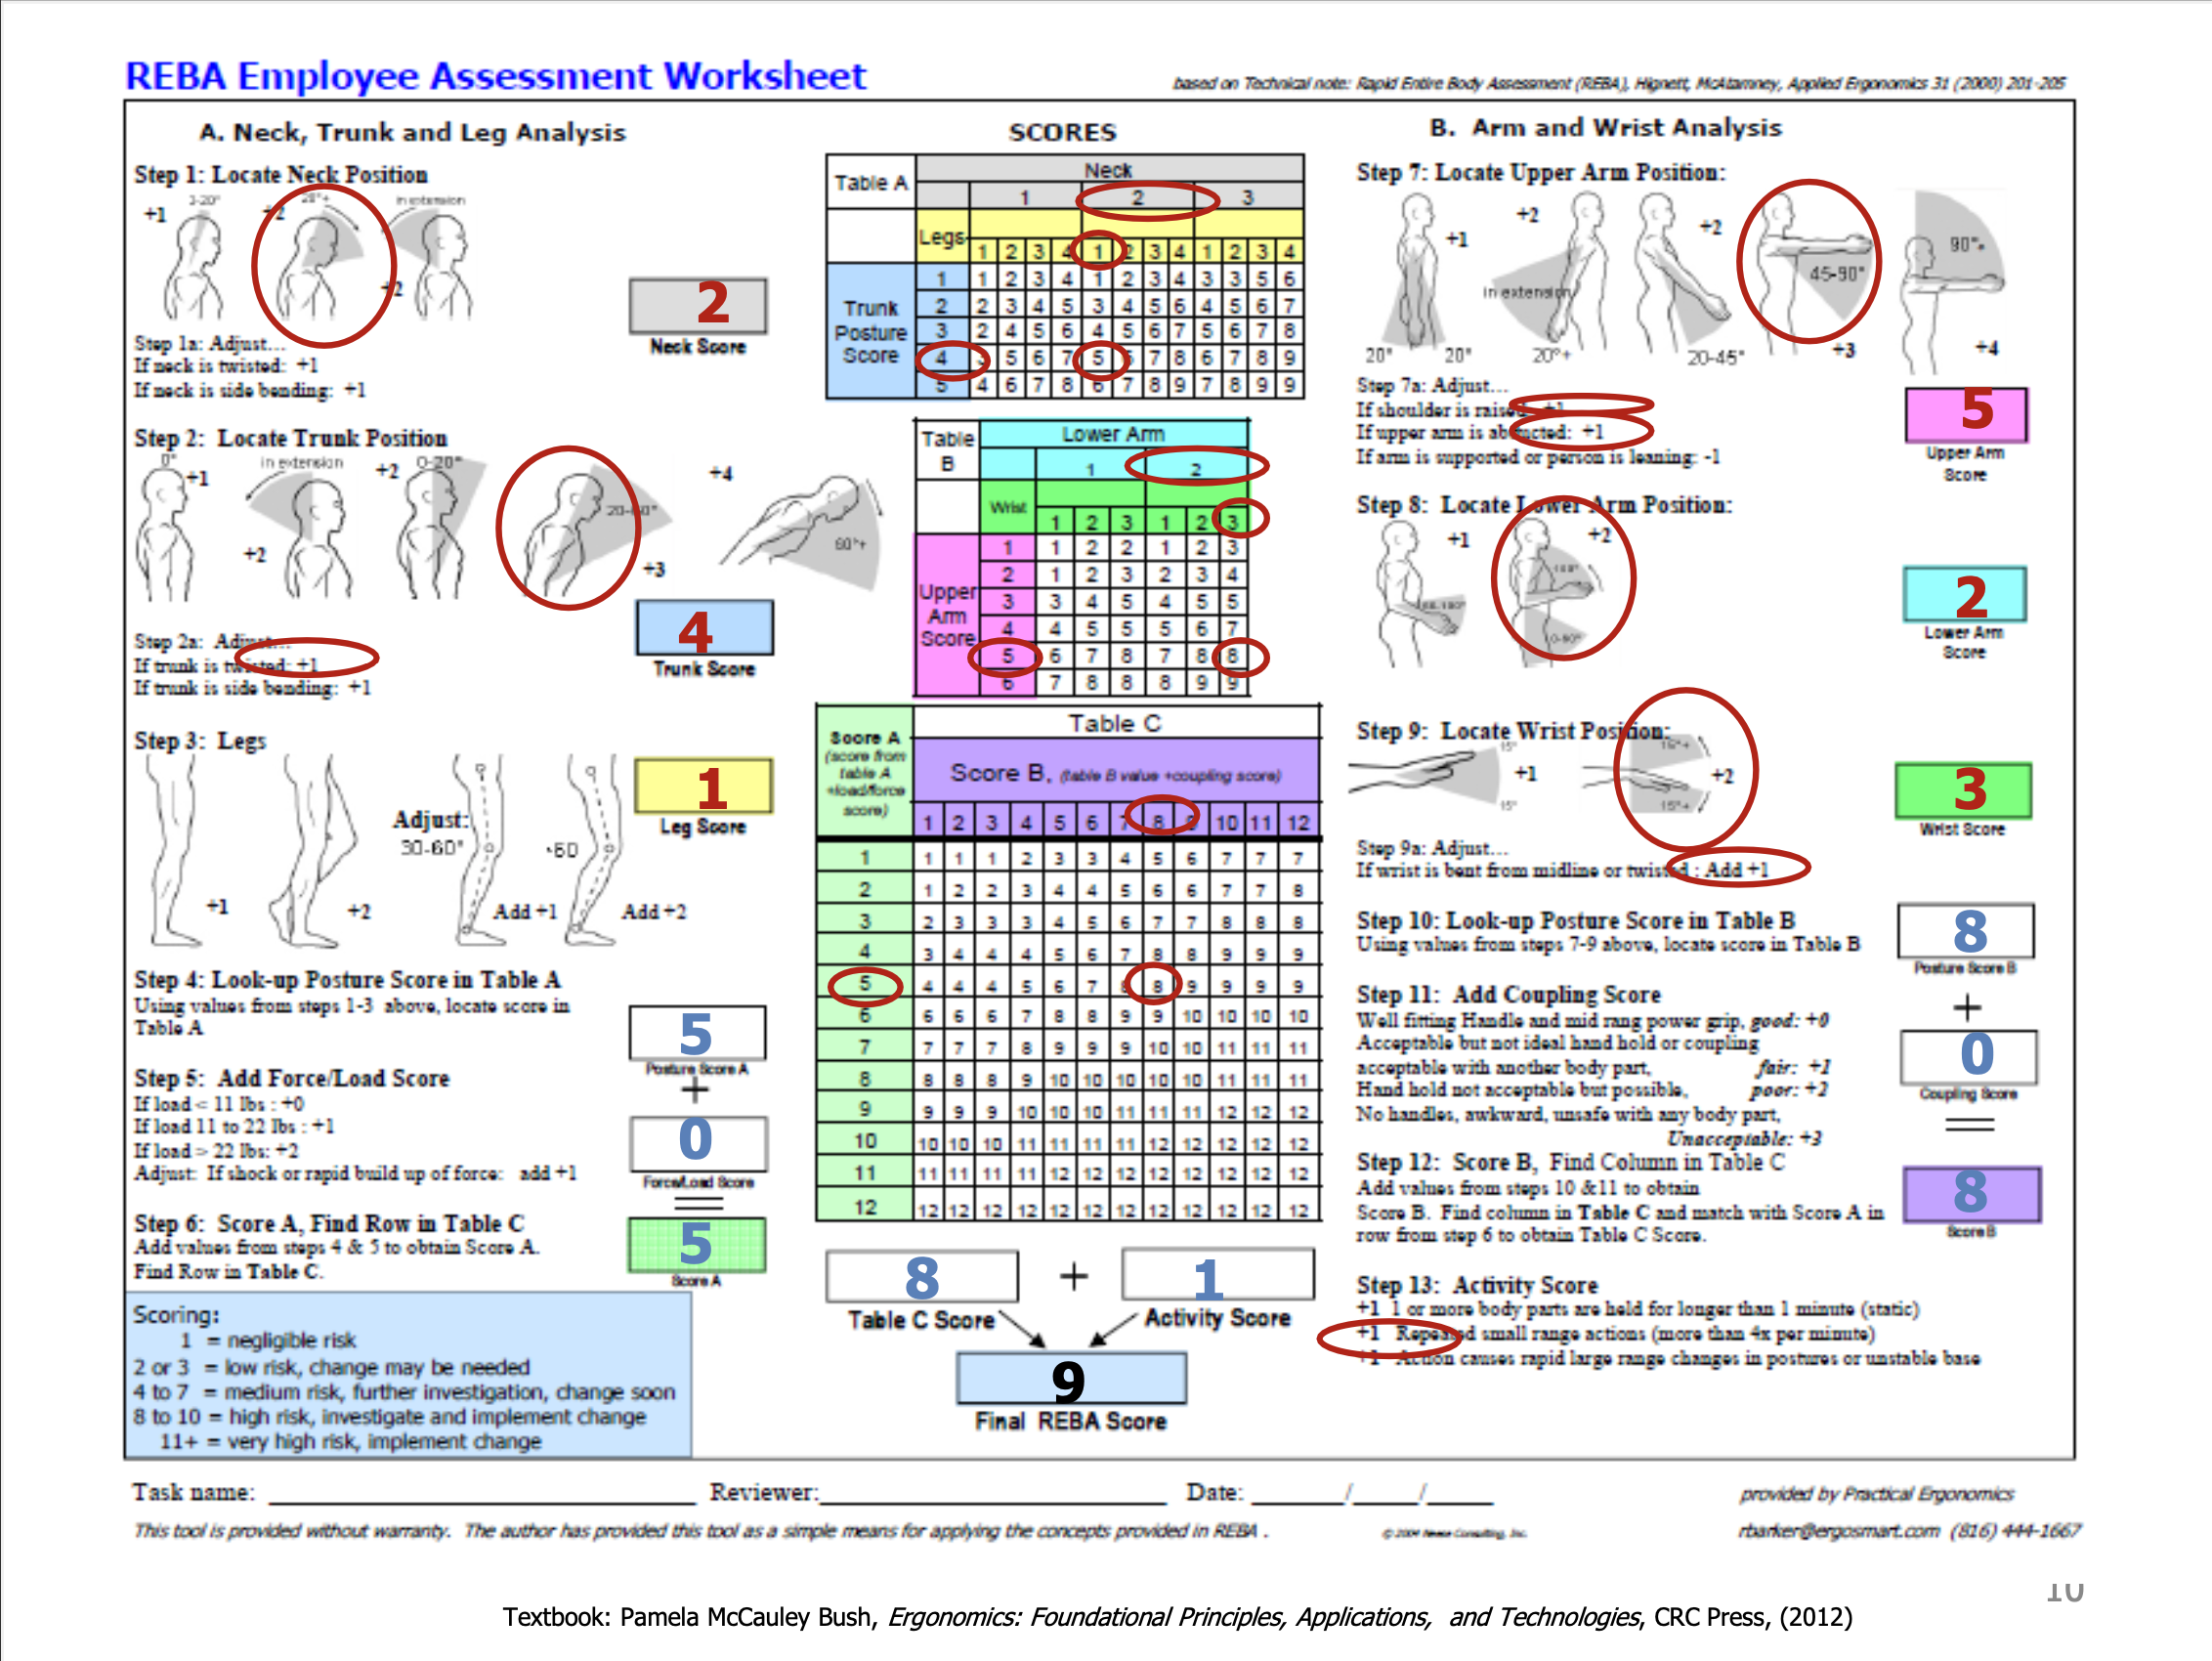 REBA Employee Assessment Worksheet
based on Technical note: Rapid Entire Body Assessment (REBA), Hignett, McAtamney, Applied Ergonomics 31 (2000) 201-205
A. Neck, Trunk and Leg Analysis
Step 1: Locate Neck Position
+1
20°+
+2
in extension
+2
2
Neck Score
Step 1a: Adjust...
If neck is twisted: +1
If neck is side bending: +1
Step 2: Locate Trunk Position
0°
+1
in extension
+2
0-20°
+2
+3
+4
60°+
4
Trunk Score
Step 2a: Adjust...
If trunk is twisted: +1
If trunk is side bending: +1
Step 3: Legs
+1
+2
Adjust:
30-60°
Add +1
Add +2
1
Leg Score
Step 4: Look-up Posture Score in Table A
Using values from steps 1-3 above, locate score in
Table A
5
Posture Score A
+
Step 5: Add Force/Load Score
If load < 11 lbs : +0
If load 11 to 22 lbs : +1
If load > 22 lbs: +2
Adjust: If shock or rapid build up of force: add +1
0
Force/Load Score
=
Step 6: Score A, Find Row in Table C
Add values from steps 4 & 5 to obtain Score A.
Find Row in Table C.
5
Score A
Scoring:
1 = negligible risk
2 or 3 = low risk, change may be needed
4 to 7 = medium risk, further investigation, change soon
8 to 10 = high risk, investigate and implement change
11+ = very high risk, implement change
SCORES
Table A
Neck
1 2 3
Legs
1 2 3 4 1 2 3 4 1 2 3 4
Trunk
Posture
Score
1 1 2 3 4 1 2 3 4 3 3 5 6
2 2 3 4 5 3 4 5 6 4 5 6 7
3 2 4 5 6 4 5 6 7 5 6 7 8
4 5 6 7 5 7 8 6 7 8 9
5 4 6 7 8 6 7 8 9 7 8 9 9
Table
B
Lower Arm
1 2
Wrist
1 2 3 1 2 3
Upper
Arm
Score
1 1 2 2 1 2 3
2 1 2 3 2 3 4
3 3 4 5 4 5 5
4 4 5 5 5 6 7
5 6 7 8 7 8 8
6 7 8 8 8 9 9
Score A
(score from
table A
+load/force
score)
Table C
Score B, (table B value +coupling score)
1 2 3 4 5 6 7 8 9 10 11 12
1 1 1 1 2 3 3 4 5 6 7 7 7
2 1 2 2 3 4 4 5 6 6 7 7 8
3 2 3 3 3 4 5 6 7 7 8 8 8
4 3 4 4 4 5 6 7 8 8 9 9 9
5 4 4 4 5 6 7 8 8 9 9 9 9
6 6 6 6 7 8 8 9 9 10 10 10 10
7 7 7 7 8 9 9 9 10 10 11 11 11
8 8 8 8 9 10 10 10 10 10 11 11 11
9 9 9 9 10 10 10 11 11 11 12 12 12
10 10 10 10 11 11 11 11 12 12 12 12 12
11 11 11 11 11 12 12 12 12 12 12 12 12
12 12 12 12 12 12 12 12 12 12 12 12 12
8
+
1
Table C Score
Activity Score
9
Final REBA Score
B. Arm and Wrist Analysis
Step 7: Locate Upper Arm Position:
+1
20° 20°
+2
in extension
20°+
+2
20-45°
45-90°
+3
90°+
+4
Step 7a: Adjust...
If shoulder is raised: +1
If upper arm is abducted: +1
If arm is supported or person is leaning: -1
5
Upper Arm
Score
Step 8: Locate Lower Arm Position:
+1
+2
2
Lower Arm
Score
Step 9: Locate Wrist Position:
15°
+1
15°
15°+
+2
15°+
3
Wrist Score
Step 9a: Adjust...
If wrist is bent from midline or twisted : Add +1
Step 10: Look-up Posture Score in Table B
Using values from steps 7-9 above, locate score in Table B
8
Posture Score B
+
Step 11: Add Coupling Score
Well fitting Handle and mid rang power grip, good: +0
Acceptable but not ideal hand hold or coupling
acceptable with another body part, fair: +1
Hand hold not acceptable but possible, poor: +2
No handles, awkward, unsafe with any body part,
Unacceptable: +3
0
Coupling Score
=
Step 12: Score B, Find Column in Table C
Add values from steps 10 &11 to obtain
Score B. Find column in Table C and match with Score A in
row from step 6 to obtain Table C Score.
8
Score B
Step 13: Activity Score
+1 1 or more body parts are held for longer than 1 minute (static)
+1 Repeated small range actions (more than 4x per minute)
+1 Action causes rapid large range changes in postures or unstable base
Task name: Reviewer: Date: / /
provided by Practical Ergonomics
This tool is provided without warranty. The author has provided this tool as a simple means for applying the concepts provided in REBA .
rbarker@ergosmart.com (816) 444-1667
10
Textbook: Pamela McCauley Bush, Ergonomics: Foundational Principles, Applications, and Technologies, CRC Press, (2012)